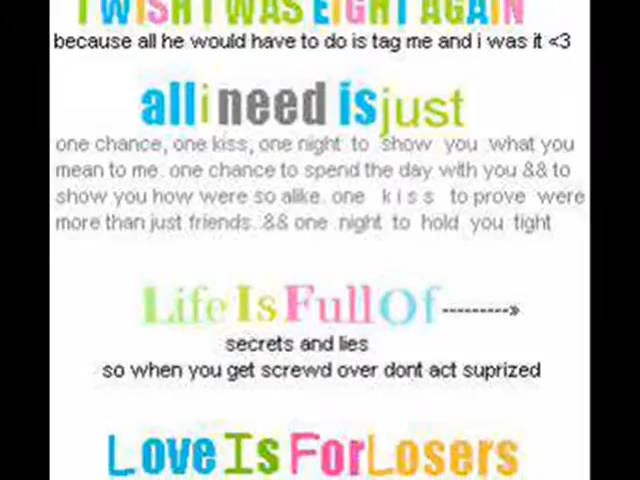 I WISH I WAS EIGHT AGAIN
because all he would have to do is tag me and i was it <3
all i need is just
one chance, one kiss, one night to show you what you
mean to me. one chance to spend the day with you && to
show you how were so alike. one kiss to prove were
more than just friends. && one night to hold you tight
Life Is Full Of ---------»
secrets and lies
so when you get screwd over dont act suprized
Love Is For Losers